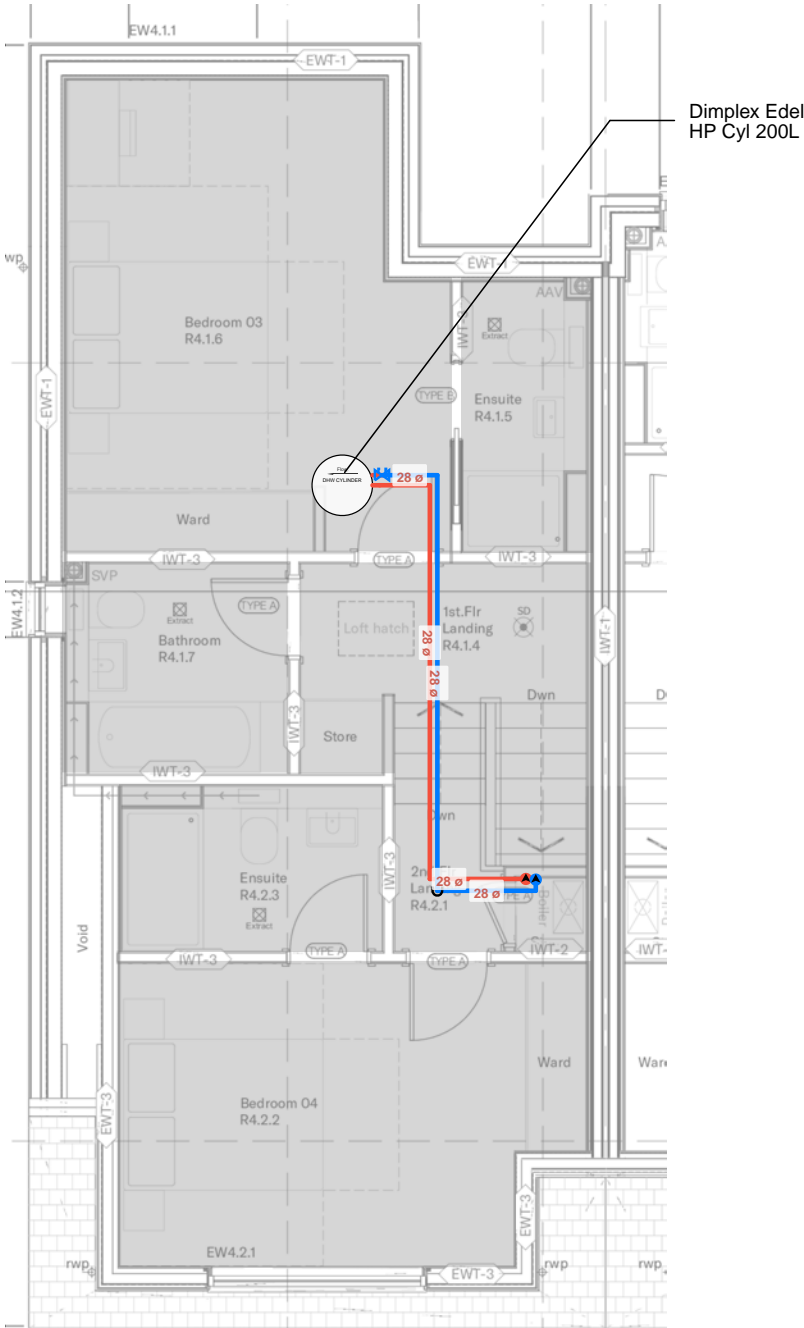 EW4.1.1
EWT-1
Dimplex Edel
HP Cyl 200L
rwp
EWT-1
AAV
Bedroom 03
R4.1.6
IWT-3
Extract
EWT-1
TYPE B
Ensuite
R4.1.5
Flow
DHW CYLINDER
28 ø
Ward
IWT-3
TYPE A
IWT-3
SVP
EW4.1.2
TYPE A
Extract
Bathroom
R4.1.7
Loft hatch
1st.Flr
Landing
R4.1.4
SD
IWT-1
28 ø
28 ø
Dwn
IWT-3
Store
IWT-3
Dwn
IWT-3
Ensuite
R4.2.3
Extract
R4.2.1
28 ø
28 ø
Boiler
Void
IWT-3
TYPE A
TYPE A
IWT-2
IWT-
Ward
Bedroom 04
R4.2.2
EWT-3
EWT-3
EW4.2.1
rwp
EWT-3
rwp
rwp